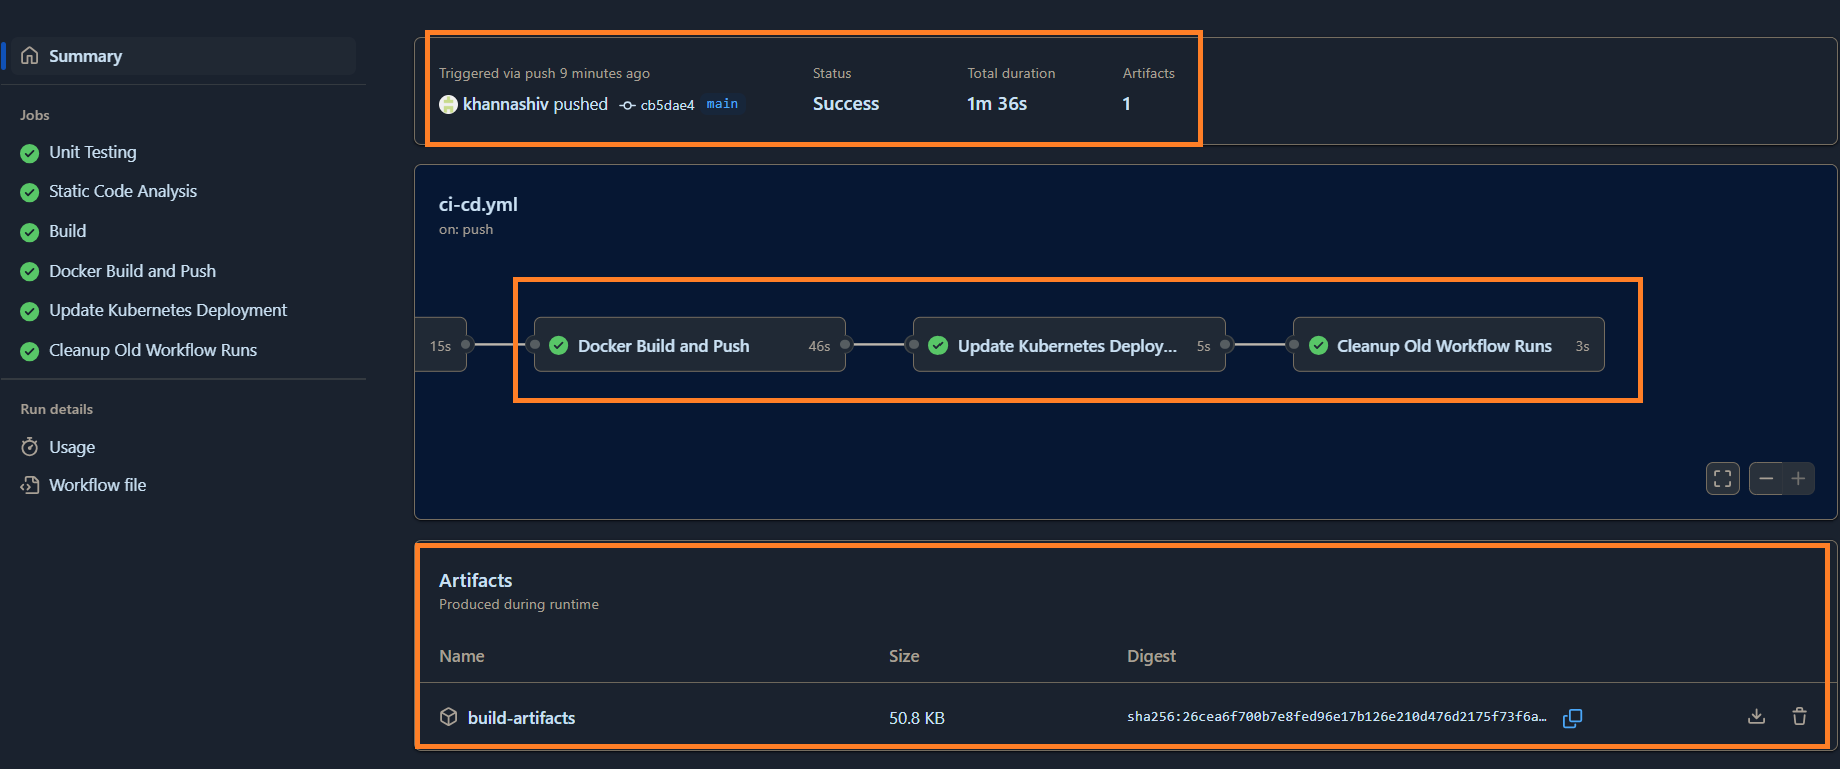 Summary
Jobs
Unit Testing
Static Code Analysis
Build
Docker Build and Push
Update Kubernetes Deployment
Cleanup Old Workflow Runs
Run details
Usage
Workflow file
Triggered via push 9 minutes ago
khannashiv pushed cb5dae4 main
Status
Success
Total duration
1m 36s
Artifacts
1
ci-cd.yml
on: push
15s
Docker Build and Push 46s
Update Kubernetes Deploy... 5s
Cleanup Old Workflow Runs 3s
Artifacts
Produced during runtime
Name Size Digest
build-artifacts 50.8 KB sha256:26cea6f700b7e8fed96e17b126e210d476d2175f73f6a…